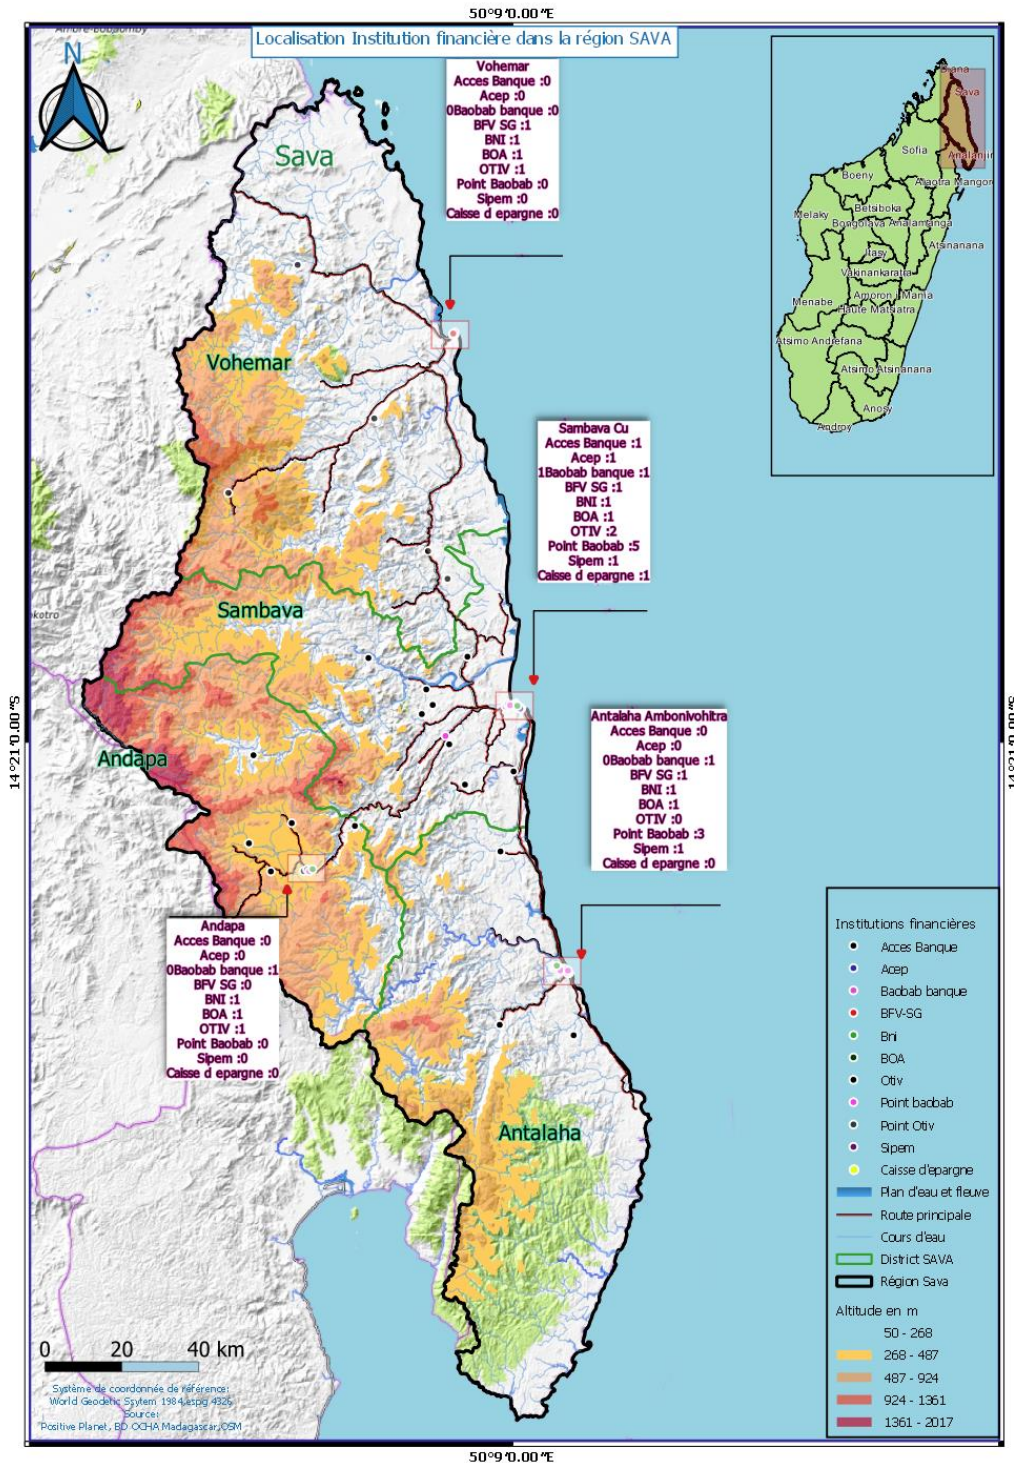 50°9'0.00"E
Ambre-Bobaomby
Localisation Institution financière dans la région SAVA
N
Vohemar
Acces Banque :0
Acep :0
0Baobab banque :0
BFV SG :1
BNI :1
BOA :1
OTIV :1
Point Baobab :0
Sipem :0
Caisse d epargne :0
Sava
Diana
Sava
Analanjir
Sofia
Boeny
Alaotra Mangor
Betsiboka
Melaky
Bongolava
Analamanga
Atsinanana
Itasy
Vakinankaratra
Amoron i Mania
Menabe
Haute Matsiatra
Atsimo Andrefana
Atsimo Atsinanana
Anosy
Androy
Vohemar
Sambava Cu
Acces Banque :1
Acep :1
1Baobab banque :1
BFV SG :1
BNI :1
BOA :1
OTIV :2
Point Baobab :5
Sipem :1
Caisse d epargne :1
Sambava
Antalaha Ambonivohitra
Acces Banque :0
Acep :0
0Baobab banque :1
BFV SG :1
BNI :1
BOA :1
OTIV :0
Point Baobab :3
Sipem :1
Caisse d epargne :0
14°21'0.00"S
14°21'0.00"S
Andapa
Andapa
Acces Banque :0
Acep :0
0Baobab banque :1
BFV SG :0
BNI :1
BOA :1
OTIV :1
Point Baobab :0
Sipem :0
Caisse d epargne :0
Antalaha
Institutions financières
Acces Banque
Acep
Baobab banque
BFV-SG
Bni
BOA
Otiv
Point baobab
Point Otiv
Sipem
Caisse d'epargne
Plan d'eau et fleuve
Route principale
Cours d'eau
District SAVA
Région Sava
Altitude en m
50 - 268
268 - 487
487 - 924
924 - 1361
1361 - 2017
0 20 40 km
Système de coordonnée de référence:
World Geodetic Ssytem 1984,espg 4326
Source:
Positive Planet, BD OCHA Madagascar,OSM
50°9'0.00"E